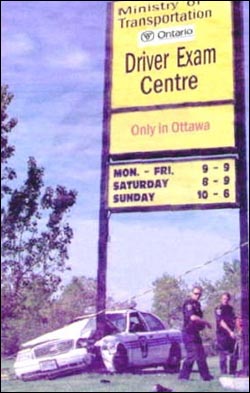 Ministry of
Transportation
Ontario
Driver Exam
Centre
Only in Ottawa
MON. - FRI. 9 - 9
SATURDAY 8 - 9
SUNDAY 10 - 6